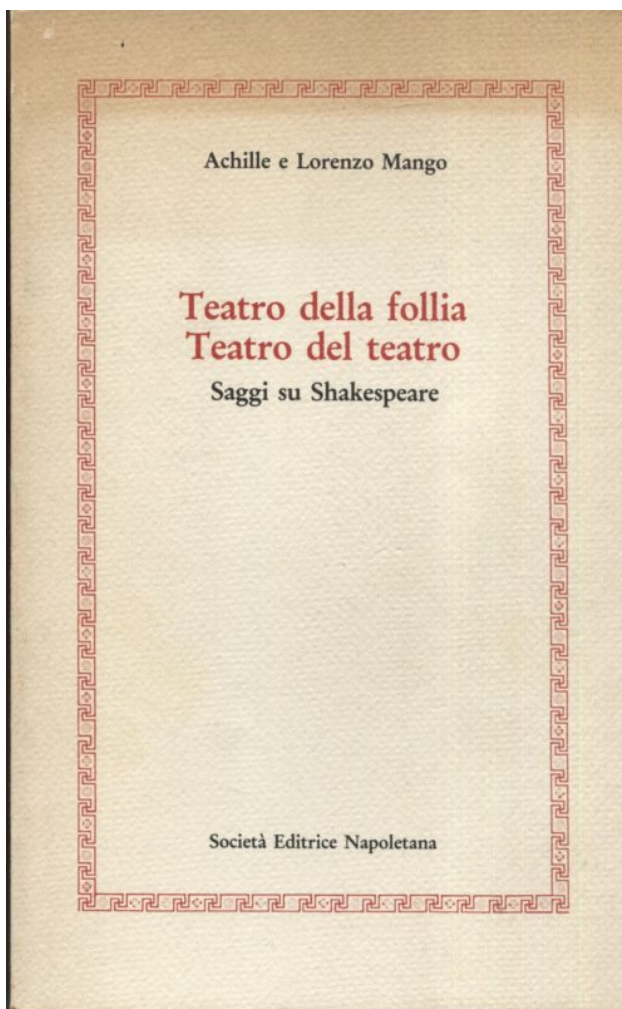 Achille e Lorenzo Mango
Teatro della follia
Teatro del teatro
Saggi su Shakespeare
Società Editrice Napoletana